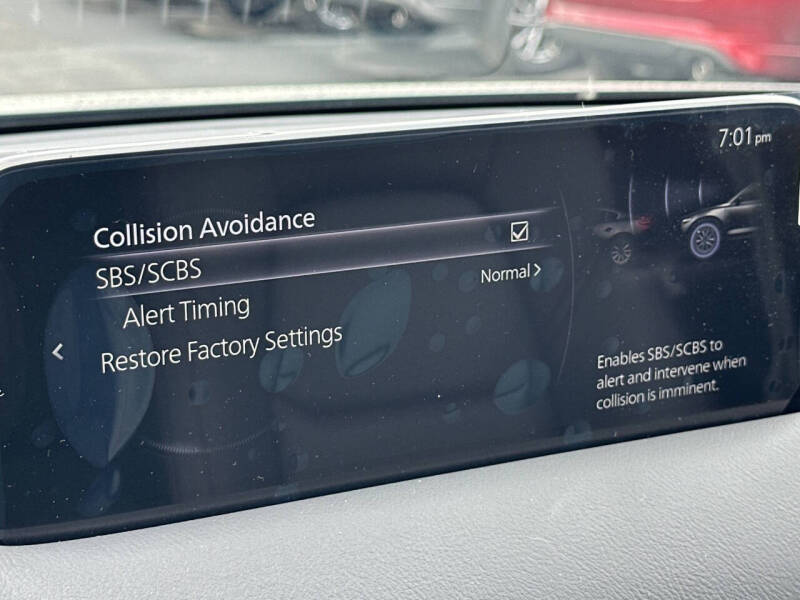 7:01 pm
Collision Avoidance
SBS/SCBS
Alert Timing Normal
Restore Factory Settings
Enables SBS/SCBS to
alert and intervene when
collision is imminent.